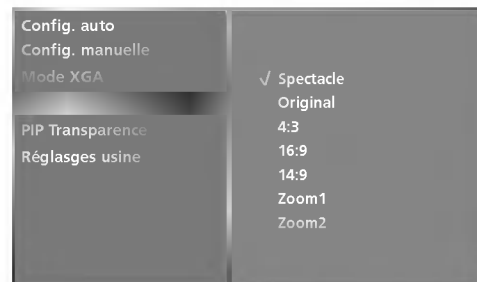 Config. auto
Config. manuelle
Mode XGA
PIP Transparence
Réglasges usine
√ Spectacle
Original
4:3
16:9
14:9
Zoom1
Zoom2